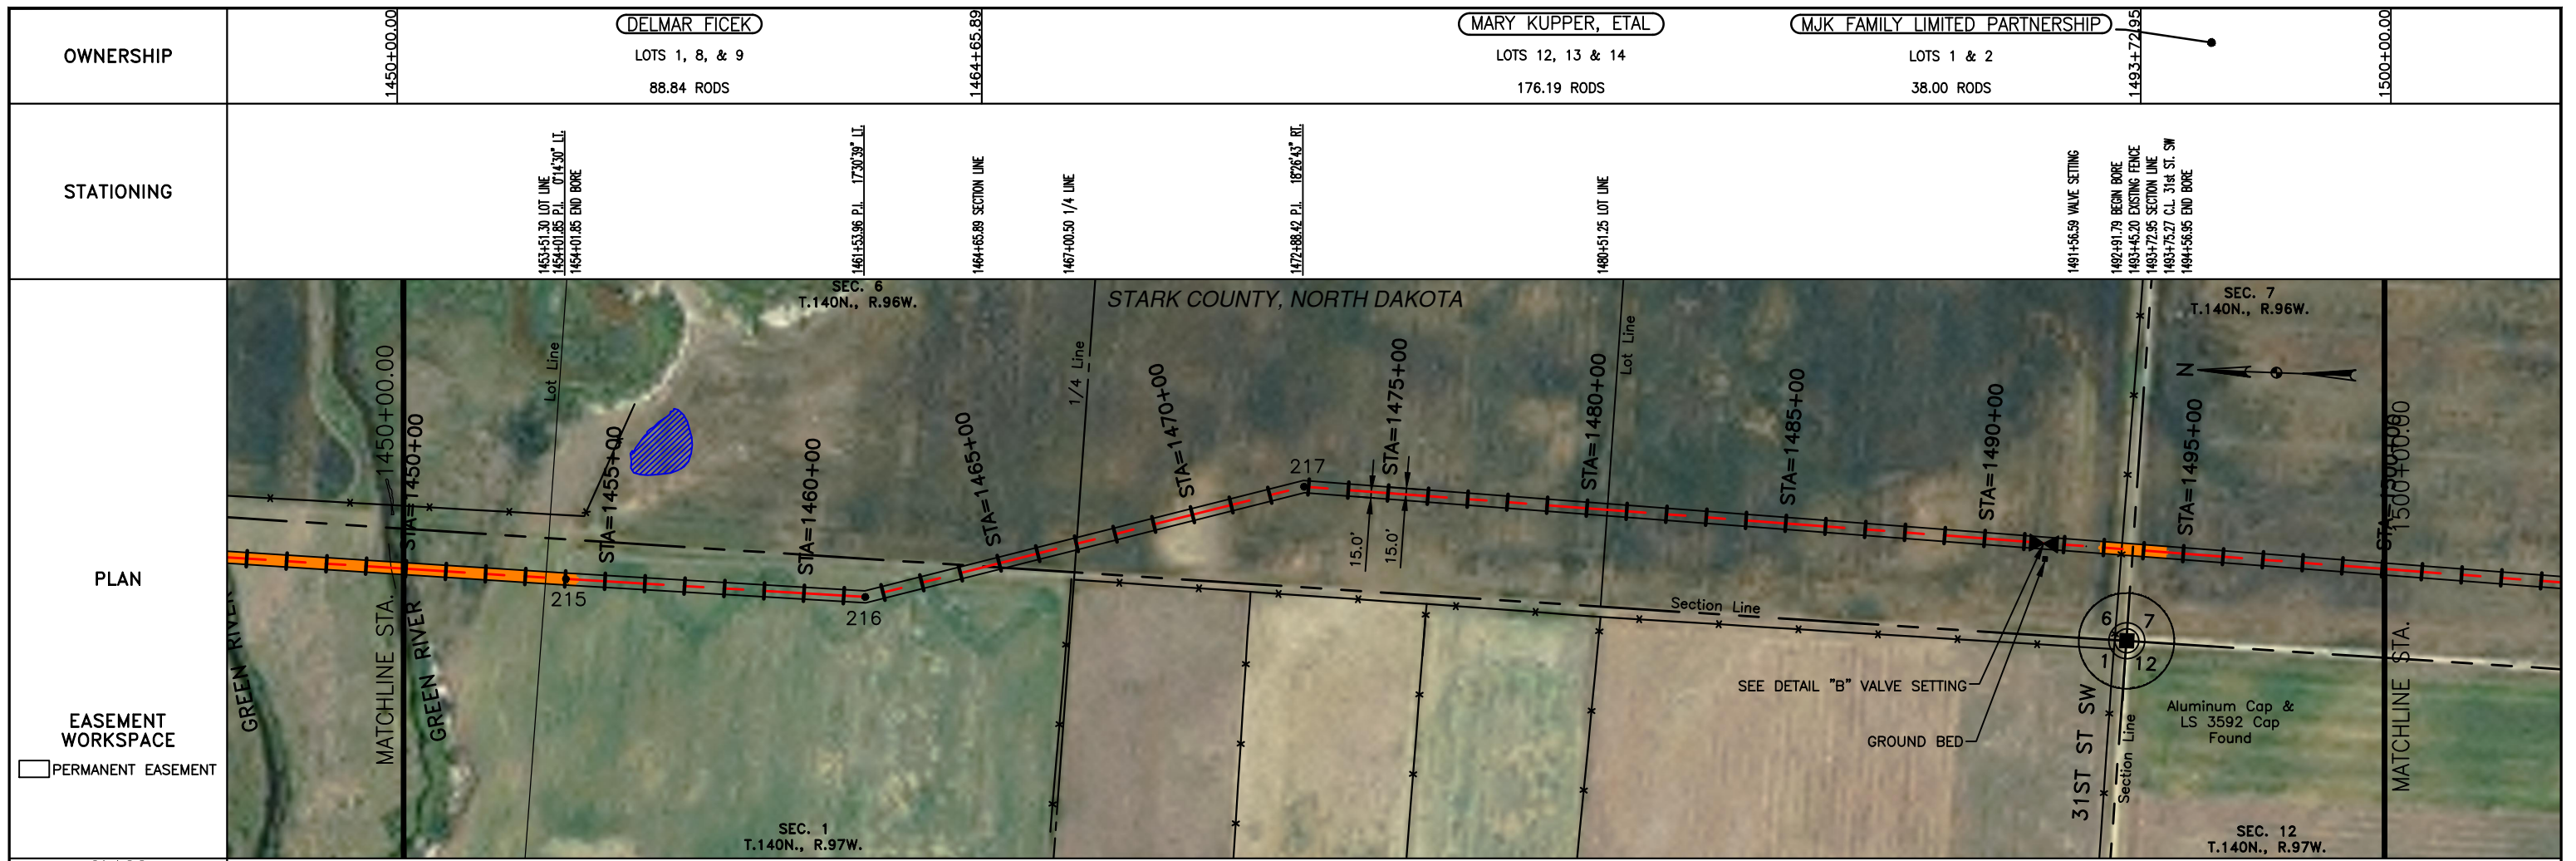 OWNERSHIP
1450+00.00
DELMAR FICEK
LOTS 1, 8, & 9
88.84 RODS
1464+65.89
MARY KUPPER, ETAL
LOTS 12, 13 & 14
176.19 RODS
MJK FAMILY LIMITED PARTNERSHIP
LOTS 1 & 2
38.00 RODS
1493+72.95
1500+00.00
STATIONING
1453+51.30 LOT LINE
1454+01.85 P.I. 0°14'30" LT.
1454+01.85 END BORE
1461+53.96 P.I. 17°30'39" LT.
1464+65.89 SECTION LINE
1467+00.50 1/4 LINE
1472+88.42 P.I. 18°26'43" RT.
1480+51.25 LOT LINE
1491+56.59 VALVE SETTING
1492+91.79 BEGIN BORE
1493+45.20 EXISTING FENCE
1493+72.95 SECTION LINE
1493+75.27 C.L. 31st ST. SW
1494+56.95 END BORE
PLAN
SEC. 6
T.140N., R.96W.
STARK COUNTY, NORTH DAKOTA
SEC. 7
T.140N., R.96W.
N
Lot Line
1/4 Line
Lot Line
MATCHLINE STA. 1450+00.00
STA=1450+00
STA=1455+00
STA=1460+00
STA=1465+00
STA=1470+00
STA=1475+00
STA=1480+00
STA=1485+00
STA=1490+00
STA=1495+00
STA=1500+00
MATCHLINE STA. 1500+00.00
217
15.0'
15.0'
215
216
GREEN RIVER
GREEN RIVER
Section Line
6
7
1
12
SEE DETAIL "B" VALVE SETTING
GROUND BED
31ST ST SW
Section Line
Aluminum Cap &
LS 3592 Cap
Found
EASEMENT
WORKSPACE
PERMANENT EASEMENT
SEC. 1
T.140N., R.97W.
SEC. 12
T.140N., R.97W.